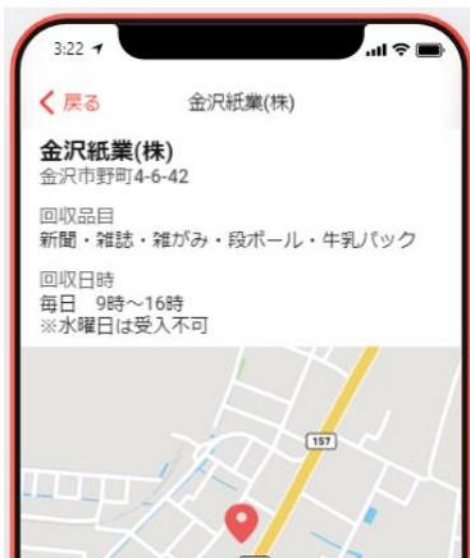 3:22
戻る 金沢紙業(株)
金沢紙業(株)
金沢市野町4-6-42
回収品目
新聞・雑誌・雑がみ・段ボール・牛乳パック
回収日時
毎日 9時～16時
※水曜日は受入不可
157